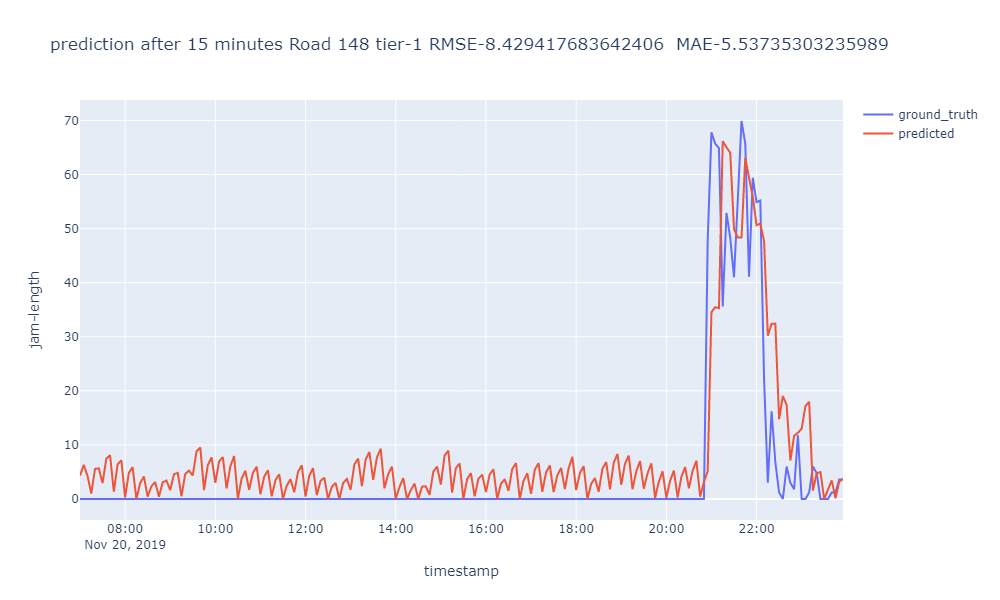 prediction after 15 minutes Road 148 tier-1 RMSE-8.429417683642406  MAE-5.53735303235989
ground_truth
predicted
70
60
50
40
30
20
10
0
jam-length
08:00 10:00 12:00 14:00 16:00 18:00 20:00 22:00
Nov 20, 2019
timestamp